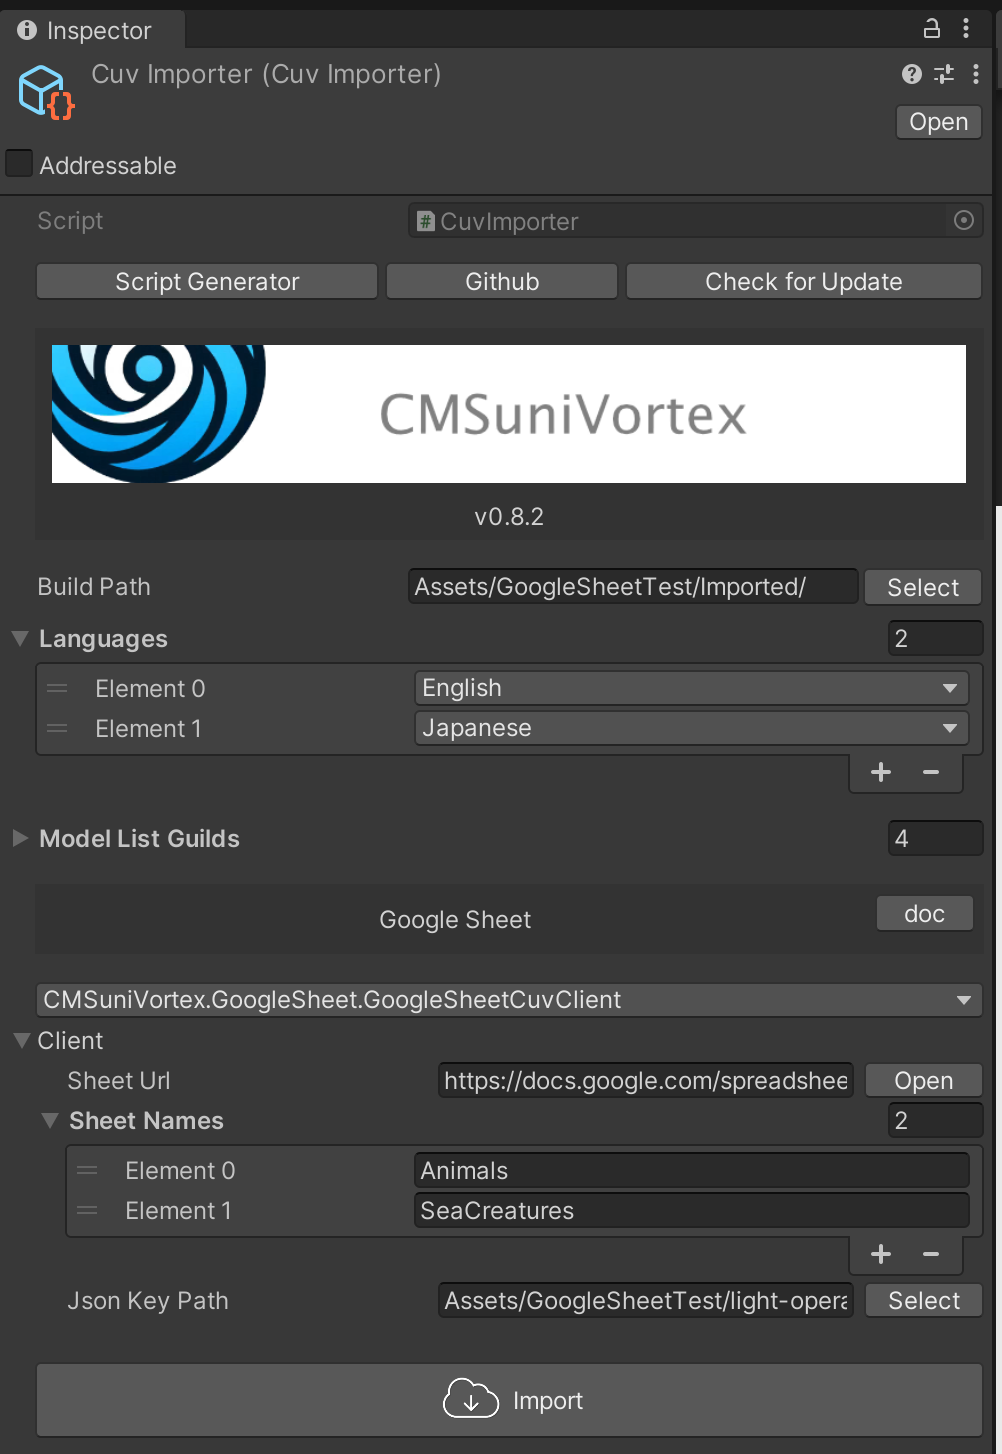 Inspector
Cuv Importer (Cuv Importer)
Open
Addressable
Script
CuvImporter
Script Generator
Github
Check for Update
CMSuniVortex
v0.8.2
Build Path
Assets/GoogleSheetTest/Imported/
Select
Languages
2
Element 0
English
Element 1
Japanese
Model List Guilds
4
Google Sheet
doc
CMSuniVortex.GoogleSheet.GoogleSheetCuvClient
Client
Sheet Url
https://docs.google.com/spreadshee
Open
Sheet Names
2
Element 0
Animals
Element 1
SeaCreatures
Json Key Path
Assets/GoogleSheetTest/light-opera
Select
Import